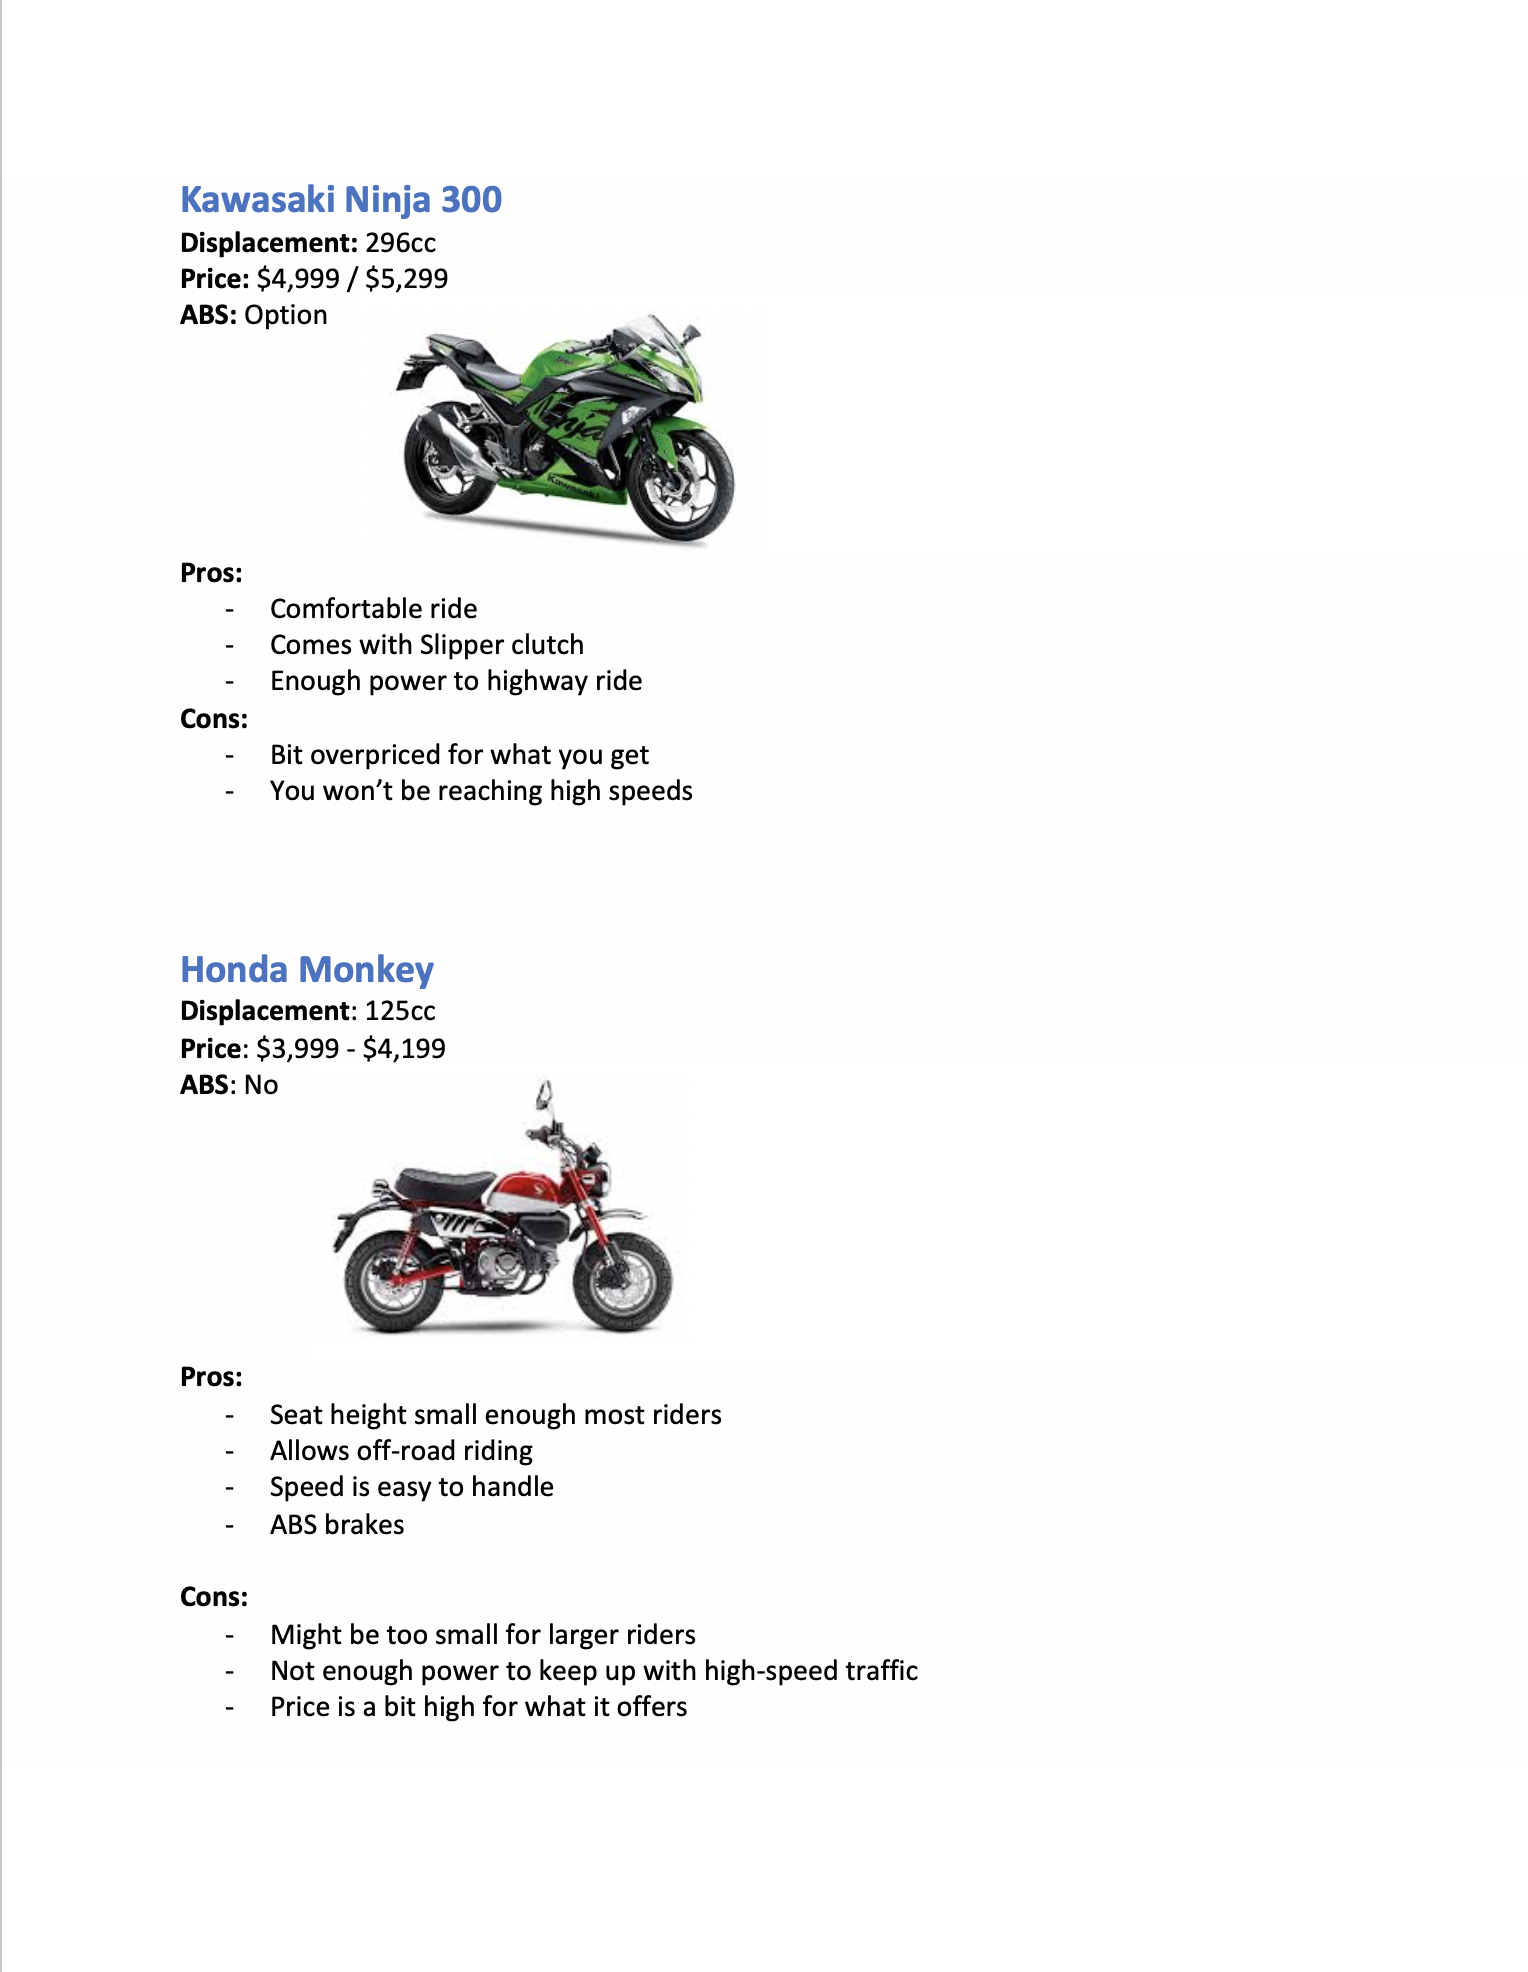 Kawasaki Ninja 300
Displacement: 296cc
Price: $4,999 / $5,299
ABS: Option
Ninja
Kawasaki
Pros:
- Comfortable ride
- Comes with Slipper clutch
- Enough power to highway ride
Cons:
- Bit overpriced for what you get
- You won’t be reaching high speeds
Honda Monkey
Displacement: 125cc
Price: $3,999 - $4,199
ABS: No
Pros:
- Seat height small enough most riders
- Allows off-road riding
- Speed is easy to handle
- ABS brakes
Cons:
- Might be too small for larger riders
- Not enough power to keep up with high-speed traffic
- Price is a bit high for what it offers